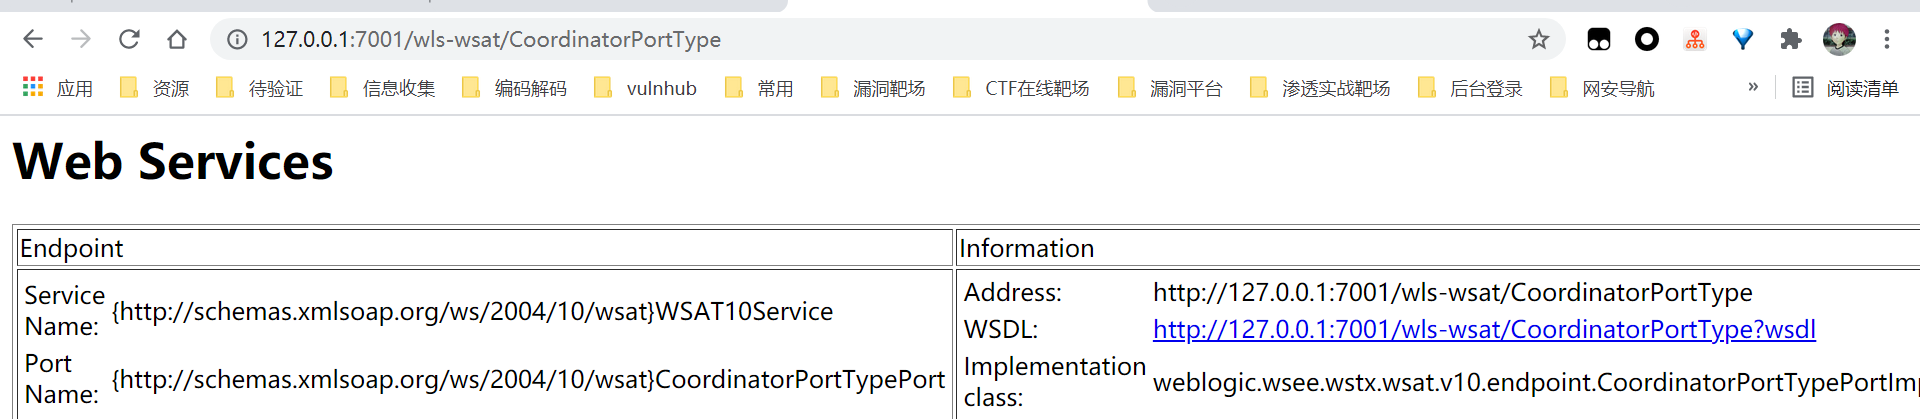 127.0.0.1:7001/wls-wsat/CoordinatorPortType
应用 资源 待验证 信息收集 编码解码 vulnhub 常用 漏洞靶场 CTF在线靶场 漏洞平台 渗透实战靶场 后台登录 网安导航 » 阅读清单
Web Services
Endpoint Information
Service Name: {http://schemas.xmlsoap.org/ws/2004/10/wsat}WSAT10Service
Port Name: {http://schemas.xmlsoap.org/ws/2004/10/wsat}CoordinatorPortTypePort
Address: http://127.0.0.1:7001/wls-wsat/CoordinatorPortType
WSDL: http://127.0.0.1:7001/wls-wsat/CoordinatorPortType?wsdl
Implementation class: weblogic.wsee.wstx.wsat.v10.endpoint.CoordinatorPortTypePortImp